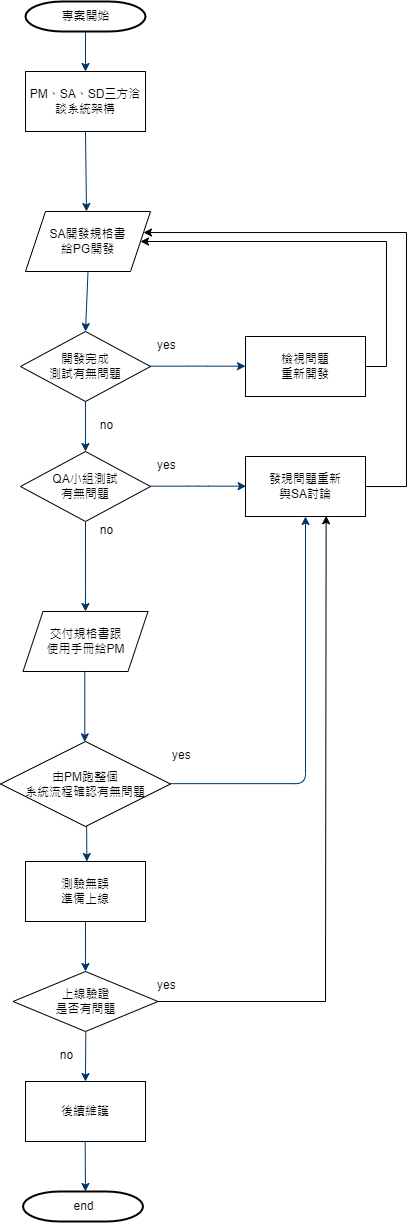 專案開始
PM、SA、SD三方洽
談系統架構
SA開發規格書
給PG開發
開發完成
測試有無問題
yes
檢視問題
重新開發
no
QA小組測試
有無問題
yes
發現問題重新
與SA討論
no
交付規格書跟
使用手冊給PM
由PM跑整個
系統流程確認有無問題
yes
測驗無誤
準備上線
上線驗證
是否有問題
yes
no
後續維護
end